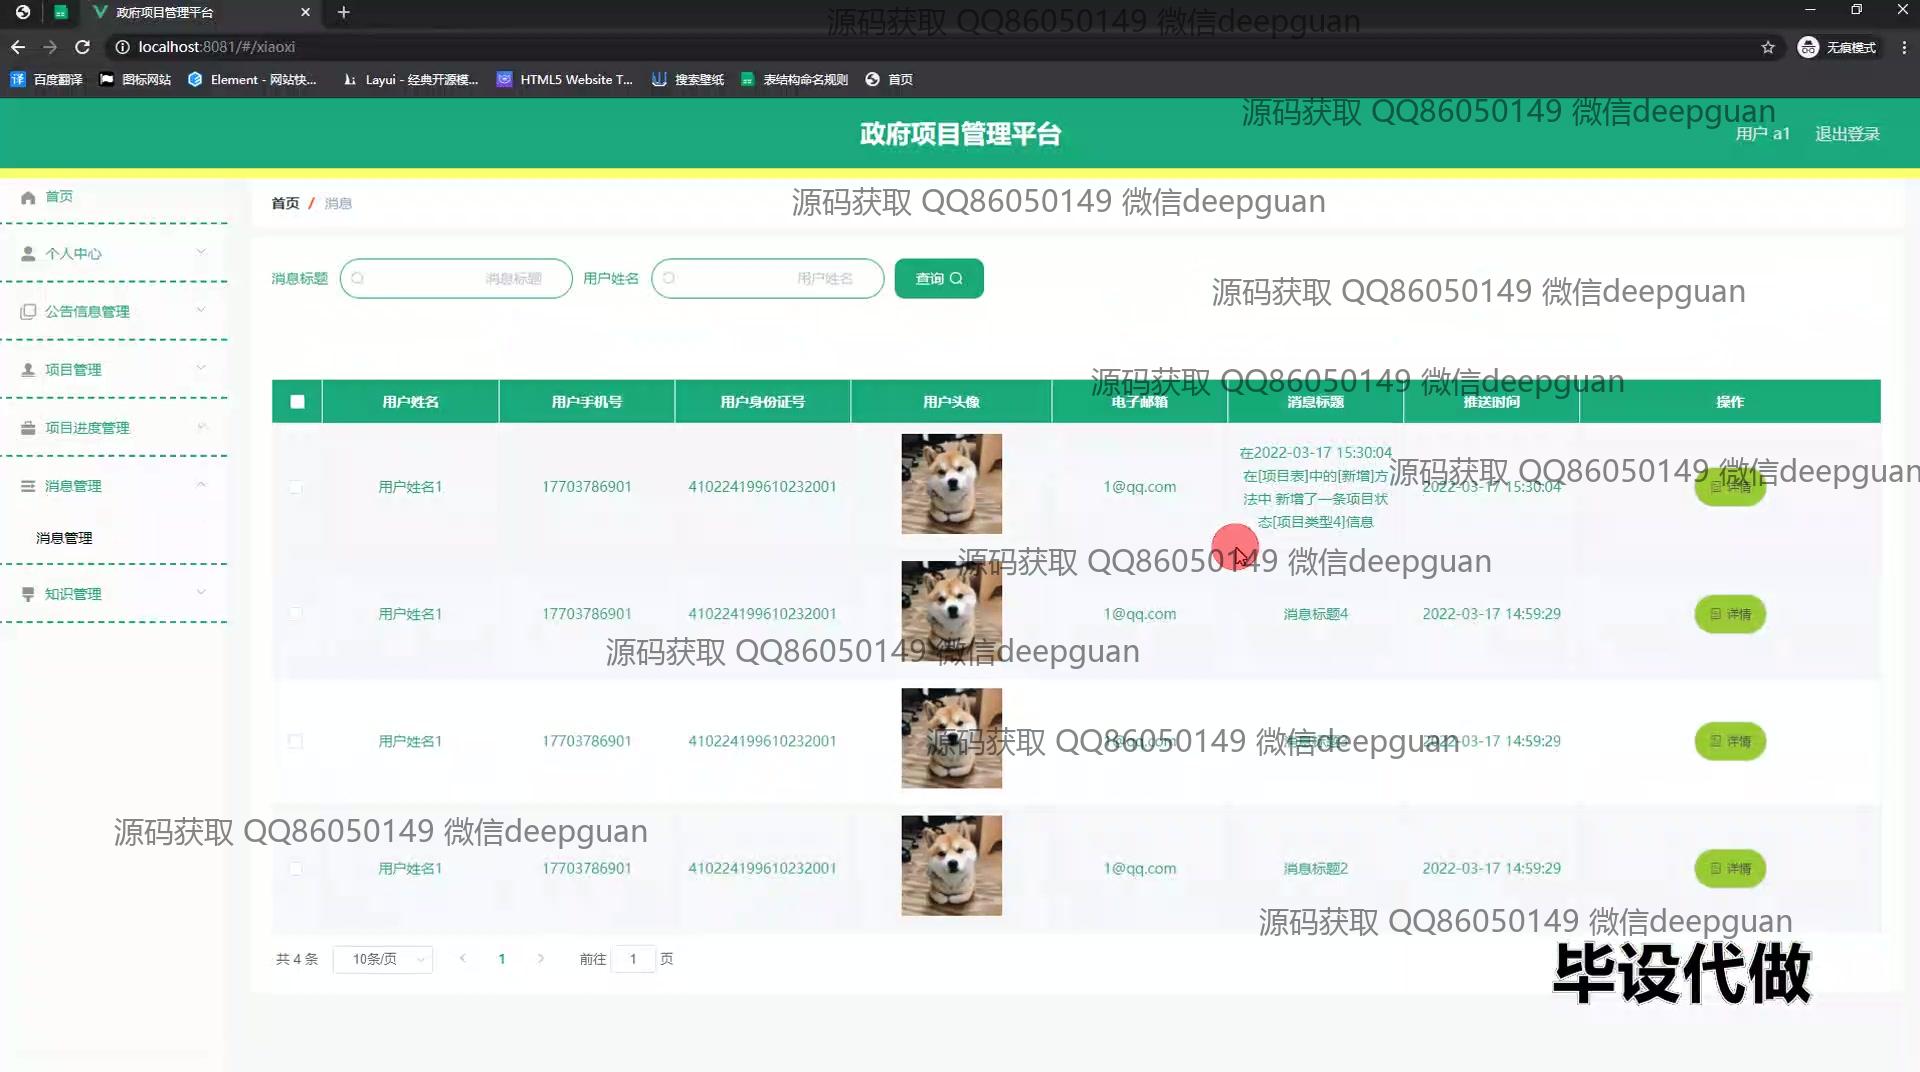 政府项目管理平台
源码获取 QQ86050149 微信deepguan
localhost:8081/#/xiaoxi
无痕模式
百度翻译
图标网站
Element - 网站快...
Layui - 经典开源模...
HTML5 Website T...
搜索壁纸
表结构命名规则
首页
源码获取 QQ86050149 微信deepguan
政府项目管理平台
用户 a1
退出登录
首页
个人中心
公告信息管理
项目管理
项目进度管理
消息管理
消息管理
知识管理
首页 / 消息
源码获取 QQ86050149 微信deepguan
消息标题 消息标题 用户姓名 用户姓名 查询
源码获取 QQ86050149 微信deepguan
源码获取 QQ86050149 微信deepguan
用户姓名 用户手机号 用户身份证号 用户头像 电子邮箱 消息标题 推送时间 操作
在2022-03-17 15:30:04
在[项目表]中的[新增]方
法中 新增了一条项目状
态[项目类型4]信息
用户姓名1 17703786901 410224199610232001 1@qq.com 2022-03-17 15:30:04 详情
源码获取 QQ86050149 微信deepguan
源码获取 QQ86050149 微信deepguan
用户姓名1 17703786901 410224199610232001 1@qq.com 消息标题4 2022-03-17 14:59:29 详情
源码获取 QQ86050149 微信deepguan
用户姓名1 17703786901 410224199610232001 1@qq.com 2022-03-17 14:59:29 详情
源码获取 QQ86050149 微信deepguan
源码获取 QQ86050149 微信deepguan
用户姓名1 17703786901 410224199610232001 1@qq.com 消息标题2 2022-03-17 14:59:29 详情
源码获取 QQ86050149 微信deepguan
共 4 条 10条/页 1 前往 1 页
毕设代做